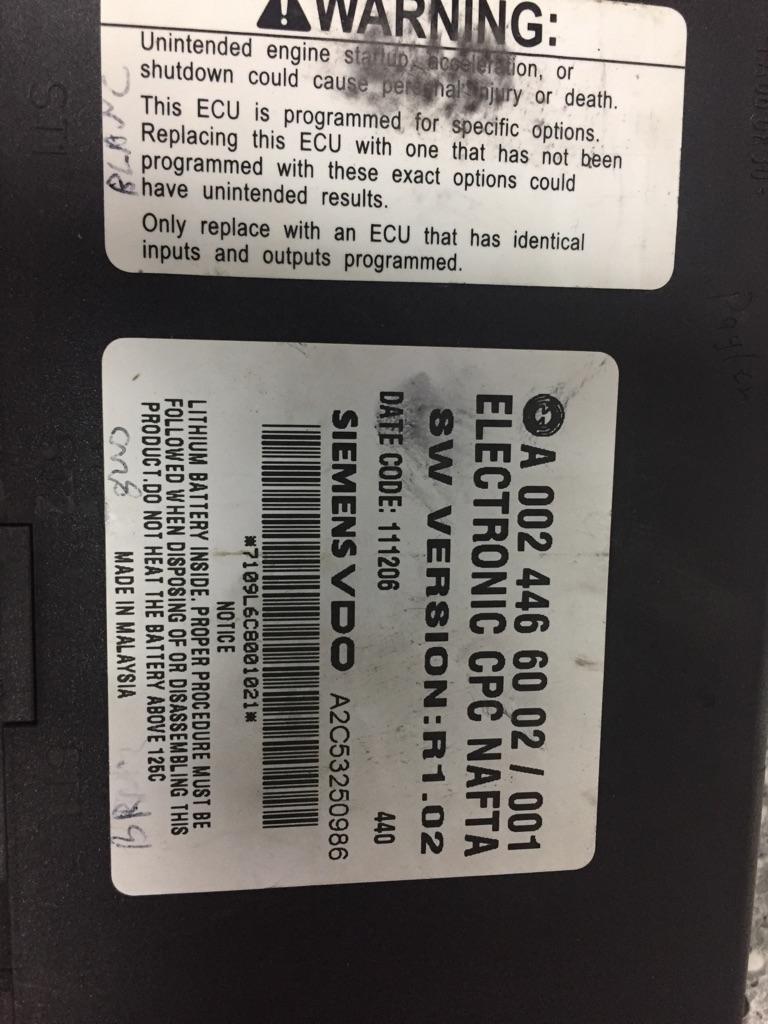 WARNING:
Unintended engine startup, acceleration, or
shutdown could cause personal injury or death.
This ECU is programmed for specific options.
Replacing this ECU with one that has not been
programmed with these exact options could
have unintended results.
Only replace with an ECU that has identical
inputs and outputs programmed.
BLANC
ST1
A 002 446 60 02 / 001
ELECTRONIC CPC NAFTA
SW VERSION:R1.02
DATE CODE: 111206 440
SIEMENS VDO A2C53250986
*7109L6C8001021*
NOTICE
LITHIUM BATTERY INSIDE. PROPER PROCEDURE MUST BE
FOLLOWED WHEN DISPOSING OF OR DISASSEMBLING THIS
PRODUCT.DO NOT HEAT THE BATTERY ABOVE 125C
MADE IN MALAYSIA